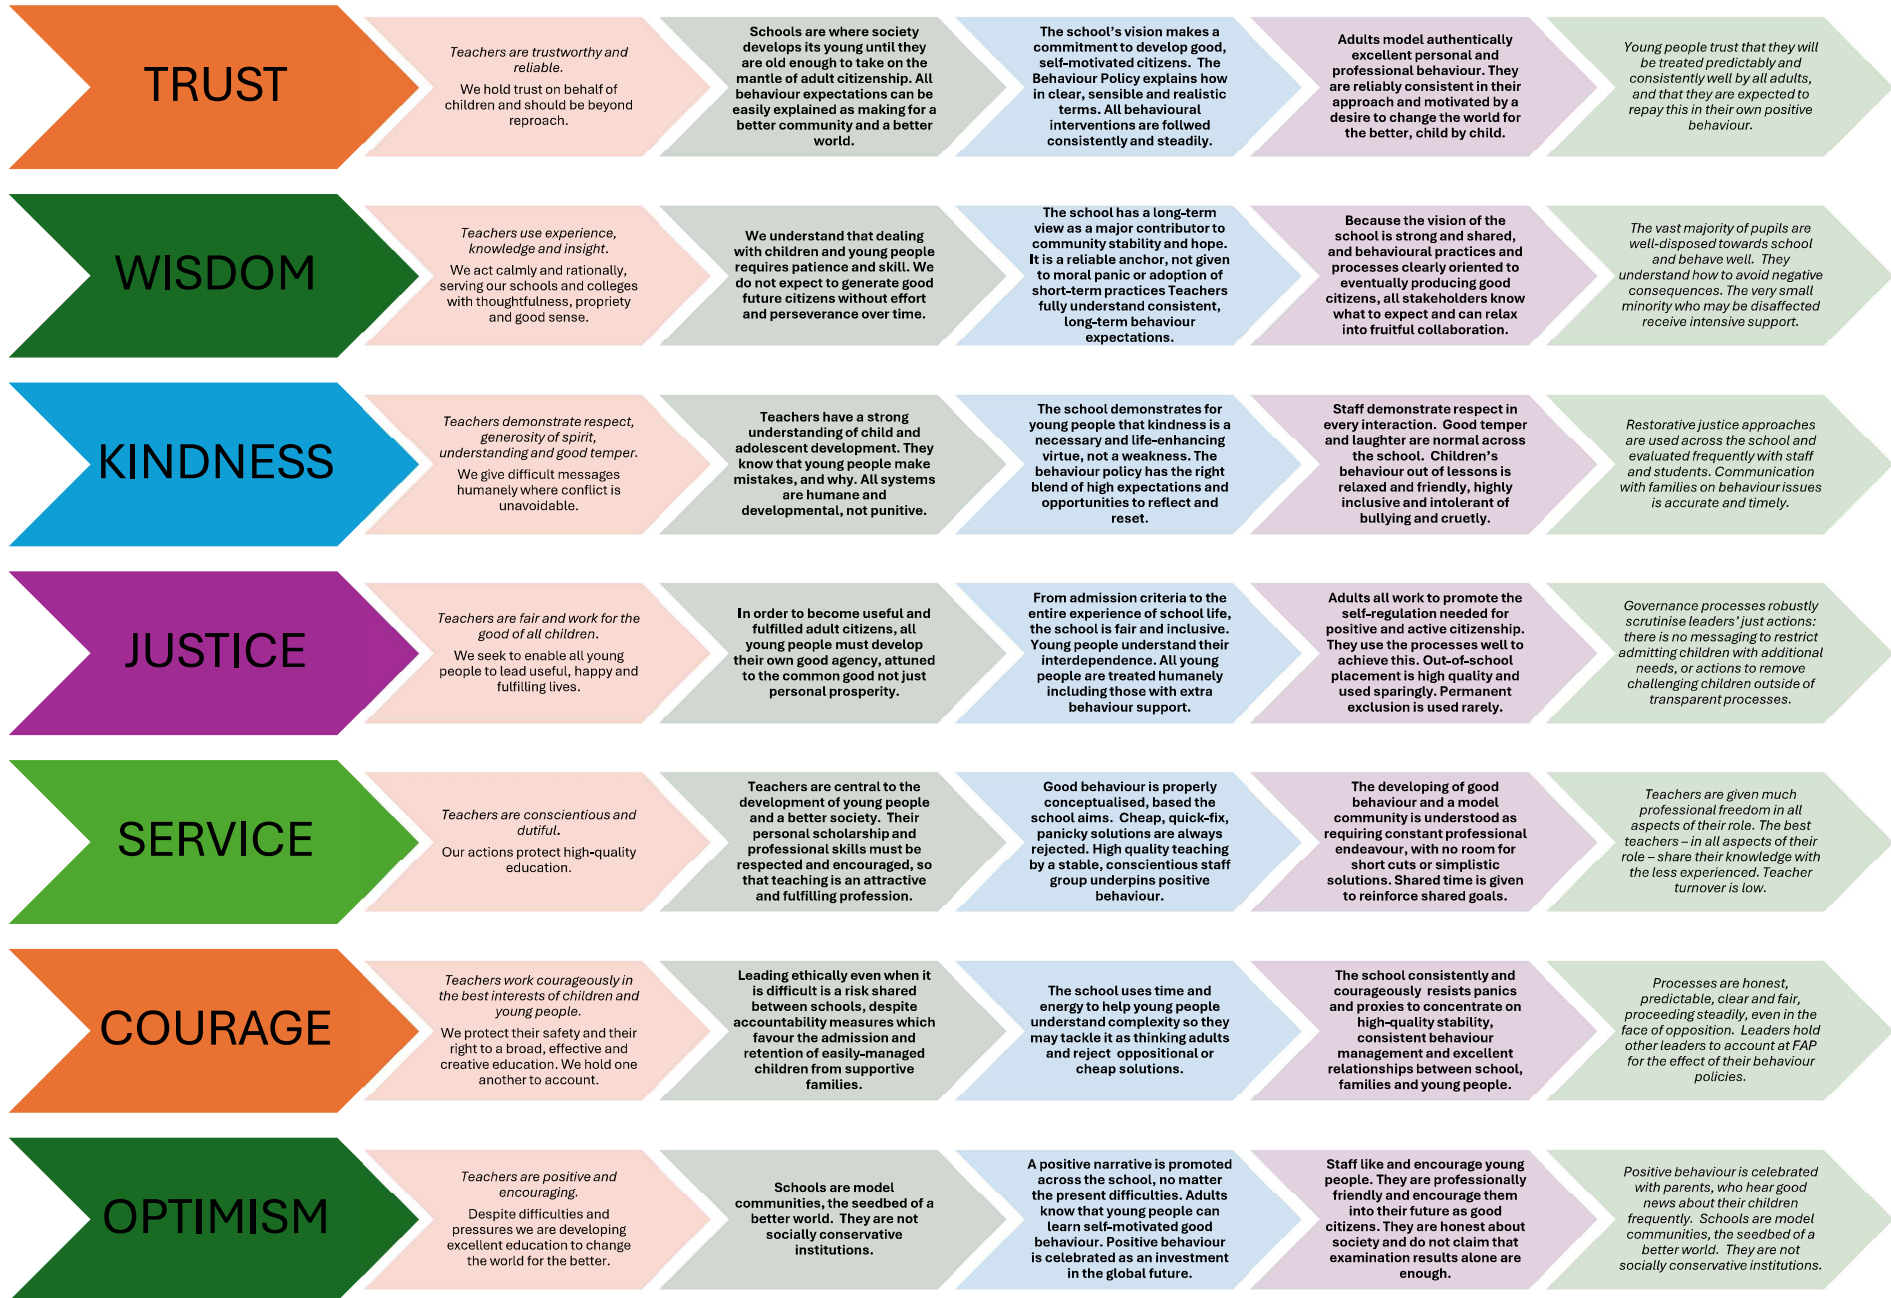 TRUST
Teachers are trustworthy and
reliable.
We hold trust on behalf of
children and should be beyond
reproach.
Schools are where society
develops its young until they
are old enough to take on the
mantle of adult citizenship. All
behaviour expectations can be
easily explained as making for a
better community and a better
world.
The school's vision makes a
commitment to develop good,
self-motivated citizens. The
Behaviour Policy explains how
in clear, sensible and realistic
terms. All behavioural
interventions are follwed
consistently and steadily.
Adults model authentically
excellent personal and
professional behaviour. They
are reliably consistent in their
approach and motivated by a
desire to change the world for
the better, child by child.
Young people trust that they will
be treated predictably and
consistently well by all adults,
and that they are expected to
repay this in their own positive
behaviour.
WISDOM
Teachers use experience,
knowledge and insight.
We act calmly and rationally,
serving our schools and colleges
with thoughtfulness, propriety
and good sense.
We understand that dealing
with children and young people
requires patience and skill. We
do not expect to generate good
future citizens without effort
and perseverance over time.
The school has a long-term
view as a major contributor to
community stability and hope.
It is a reliable anchor, not given
to moral panic or adoption of
short-term practices Teachers
fully understand consistent,
long-term behaviour
expectations.
Because the vision of the
school is strong and shared,
and behavioural practices and
processes clearly oriented to
eventually producing good
citizens, all stakeholders know
what to expect and can relax
into fruitful collaboration.
The vast majority of pupils are
well-disposed towards school
and behave well. They
understand how to avoid negative
consequences. The very small
minority who may be disaffected
receive intensive support.
KINDNESS
Teachers demonstrate respect,
generosity of spirit,
understanding and good temper.
We give difficult messages
humanely where conflict is
unavoidable.
Teachers have a strong
understanding of child and
adolescent development. They
know that young people make
mistakes, and why. All systems
are humane and
developmental, not punitive.
The school demonstrates for
young people that kindness is a
necessary and life-enhancing
virtue, not a weakness. The
behaviour policy has the right
blend of high expectations and
opportunities to reflect and
reset.
Staff demonstrate respect in
every interaction. Good temper
and laughter are normal across
the school. Children's
behaviour out of lessons is
relaxed and friendly, highly
inclusive and intolerant of
bullying and cruetly.
Restorative justice approaches
are used across the school and
evaluated frequently with staff
and students. Communication
with families on behaviour issues
is accurate and timely.
JUSTICE
Teachers are fair and work for the
good of all children.
We seek to enable all young
people to lead useful, happy and
fulfilling lives.
In order to become useful and
fulfilled adult citizens, all
young people must develop
their own good agency, attuned
to the common good not just
personal prosperity.
From admission criteria to the
entire experience of school life,
the school is fair and inclusive.
Young people understand their
interdependence. All young
people are treated humanely
including those with extra
behaviour support.
Adults all work to promote the
self-regulation needed for
positive and active citizenship.
They use the processes well to
achieve this. Out-of-school
placement is high quality and
used sparingly. Permanent
exclusion is used rarely.
Governance processes robustly
scrutinise leaders' just actions:
there is no messaging to restrict
admitting children with additional
needs, or actions to remove
challenging children outside of
transparent processes.
SERVICE
Teachers are conscientious and
dutiful.
Our actions protect high-quality
education.
Teachers are central to the
development of young people
and a better society. Their
personal scholarship and
professional skills must be
respected and encouraged, so
that teaching is an attractive
and fulfilling profession.
Good behaviour is properly
conceptualised, based the
school aims. Cheap, quick-fix,
panicky solutions are always
rejected. High quality teaching
by a stable, conscientious staff
group underpins positive
behaviour.
The developing of good
behaviour and a model
community is understood as
requiring constant professional
endeavour, with no room for
short cuts or simplistic
solutions. Shared time is given
to reinforce shared goals.
Teachers are given much
professional freedom in all
aspects of their role. The best
teachers – in all aspects of their
role – share their knowledge with
the less experienced. Teacher
turnover is low.
COURAGE
Teachers work courageously in
the best interests of children and
young people.
We protect their safety and their
right to a broad, effective and
creative education. We hold one
another to account.
Leading ethically even when it
is difficult is a risk shared
between schools, despite
accountability measures which
favour the admission and
retention of easily-managed
children from supportive
families.
The school uses time and
energy to help young people
understand complexity so they
may tackle it as thinking adults
and reject oppositional or
cheap solutions.
The school consistently and
courageously resists panics
and proxies to concentrate on
high-quality stability,
consistent behaviour
management and excellent
relationships between school,
families and young people.
Processes are honest,
predictable, clear and fair,
proceeding steadily, even in the
face of opposition. Leaders hold
other leaders to account at FAP
for the effect of their behaviour
policies.
OPTIMISM
Teachers are positive and
encouraging.
Despite difficulties and
pressures we are developing
excellent education to change
the world for the better.
Schools are model
communities, the seedbed of a
better world. They are not
socially conservative
institutions.
A positive narrative is promoted
across the school, no matter
the present difficulties. Adults
know that young people can
learn self-motivated good
behaviour. Positive behaviour
is celebrated as an investment
in the global future.
Staff like and encourage young
people. They are professionally
friendly and encourage them
into their future as good
citizens. They are honest about
society and do not claim that
examination results alone are
enough.
Positive behaviour is celebrated
with parents, who hear good
news about their children
frequently. Schools are model
communities, the seedbed of a
better world. They are not
socially conservative institutions.